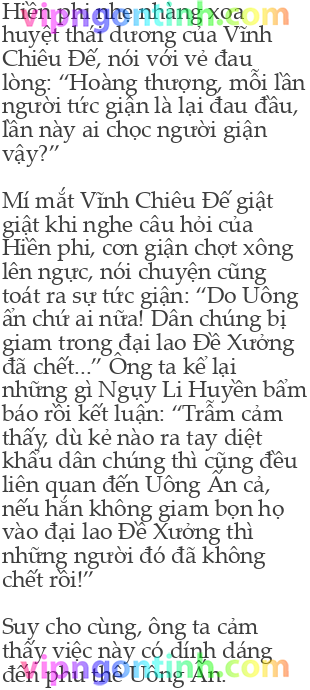 Hiền phi nhẹ nhàng xoa
huyệt thái dương của Vĩnh
Chiêu Đế, nói với vẻ đau
lòng: “Hoàng thượng, mỗi lần
người tức giận là lại đau đầu,
lần này ai chọc người giận
vậy?”
Mí mắt Vĩnh Chiêu Đế giật
giật khi nghe câu hỏi của
Hiền phi, cơn giận chợt xông
lên ngực, nói chuyện cũng
toát ra sự tức giận: “Do Uông
ấn chứ ai nữa! Dân chúng bị
giam trong đại lao Đề Xưởng
đã chết...” Ông ta kể lại
những gì Ngụy Li Huyền bẩm
báo rồi kết luận: “Trẫm cảm
thấy, dù kẻ nào ra tay diệt
khẩu dân chúng thì cũng đều
liên quan đến Uông Ấn cả,
nếu hắn không giam bọn họ
vào đại lao Đề Xưởng thì
những người đó đã không
chết rồi!”
Suy cho cùng, ông ta cảm
thấy việc này có dính dáng
đến phu thê Uông Ấn.
vipngontinh.com
vipngontinh.com